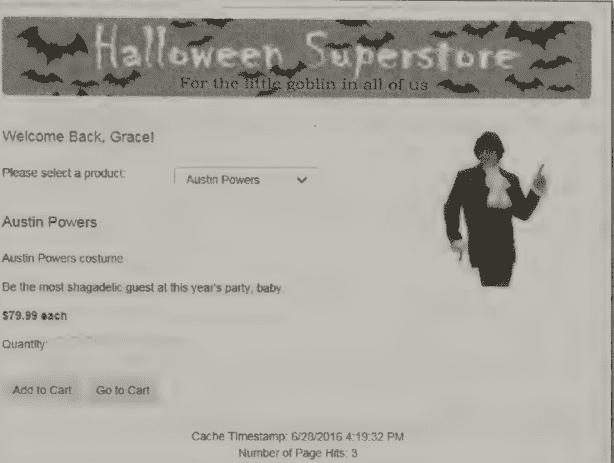 Halloween Superstore
For the little goblin in all of us
Welcome Back, Grace!
Please select a product:
Austin Powers
Austin Powers
Austin Powers costume
Be the most shagadelic guest at this year's party, baby.
$79.99 each
Quantity:
Add to Cart
Go to Cart
Cache Timestamp: 6/28/2016 4:19:32 PM
Number of Page Hits: 3